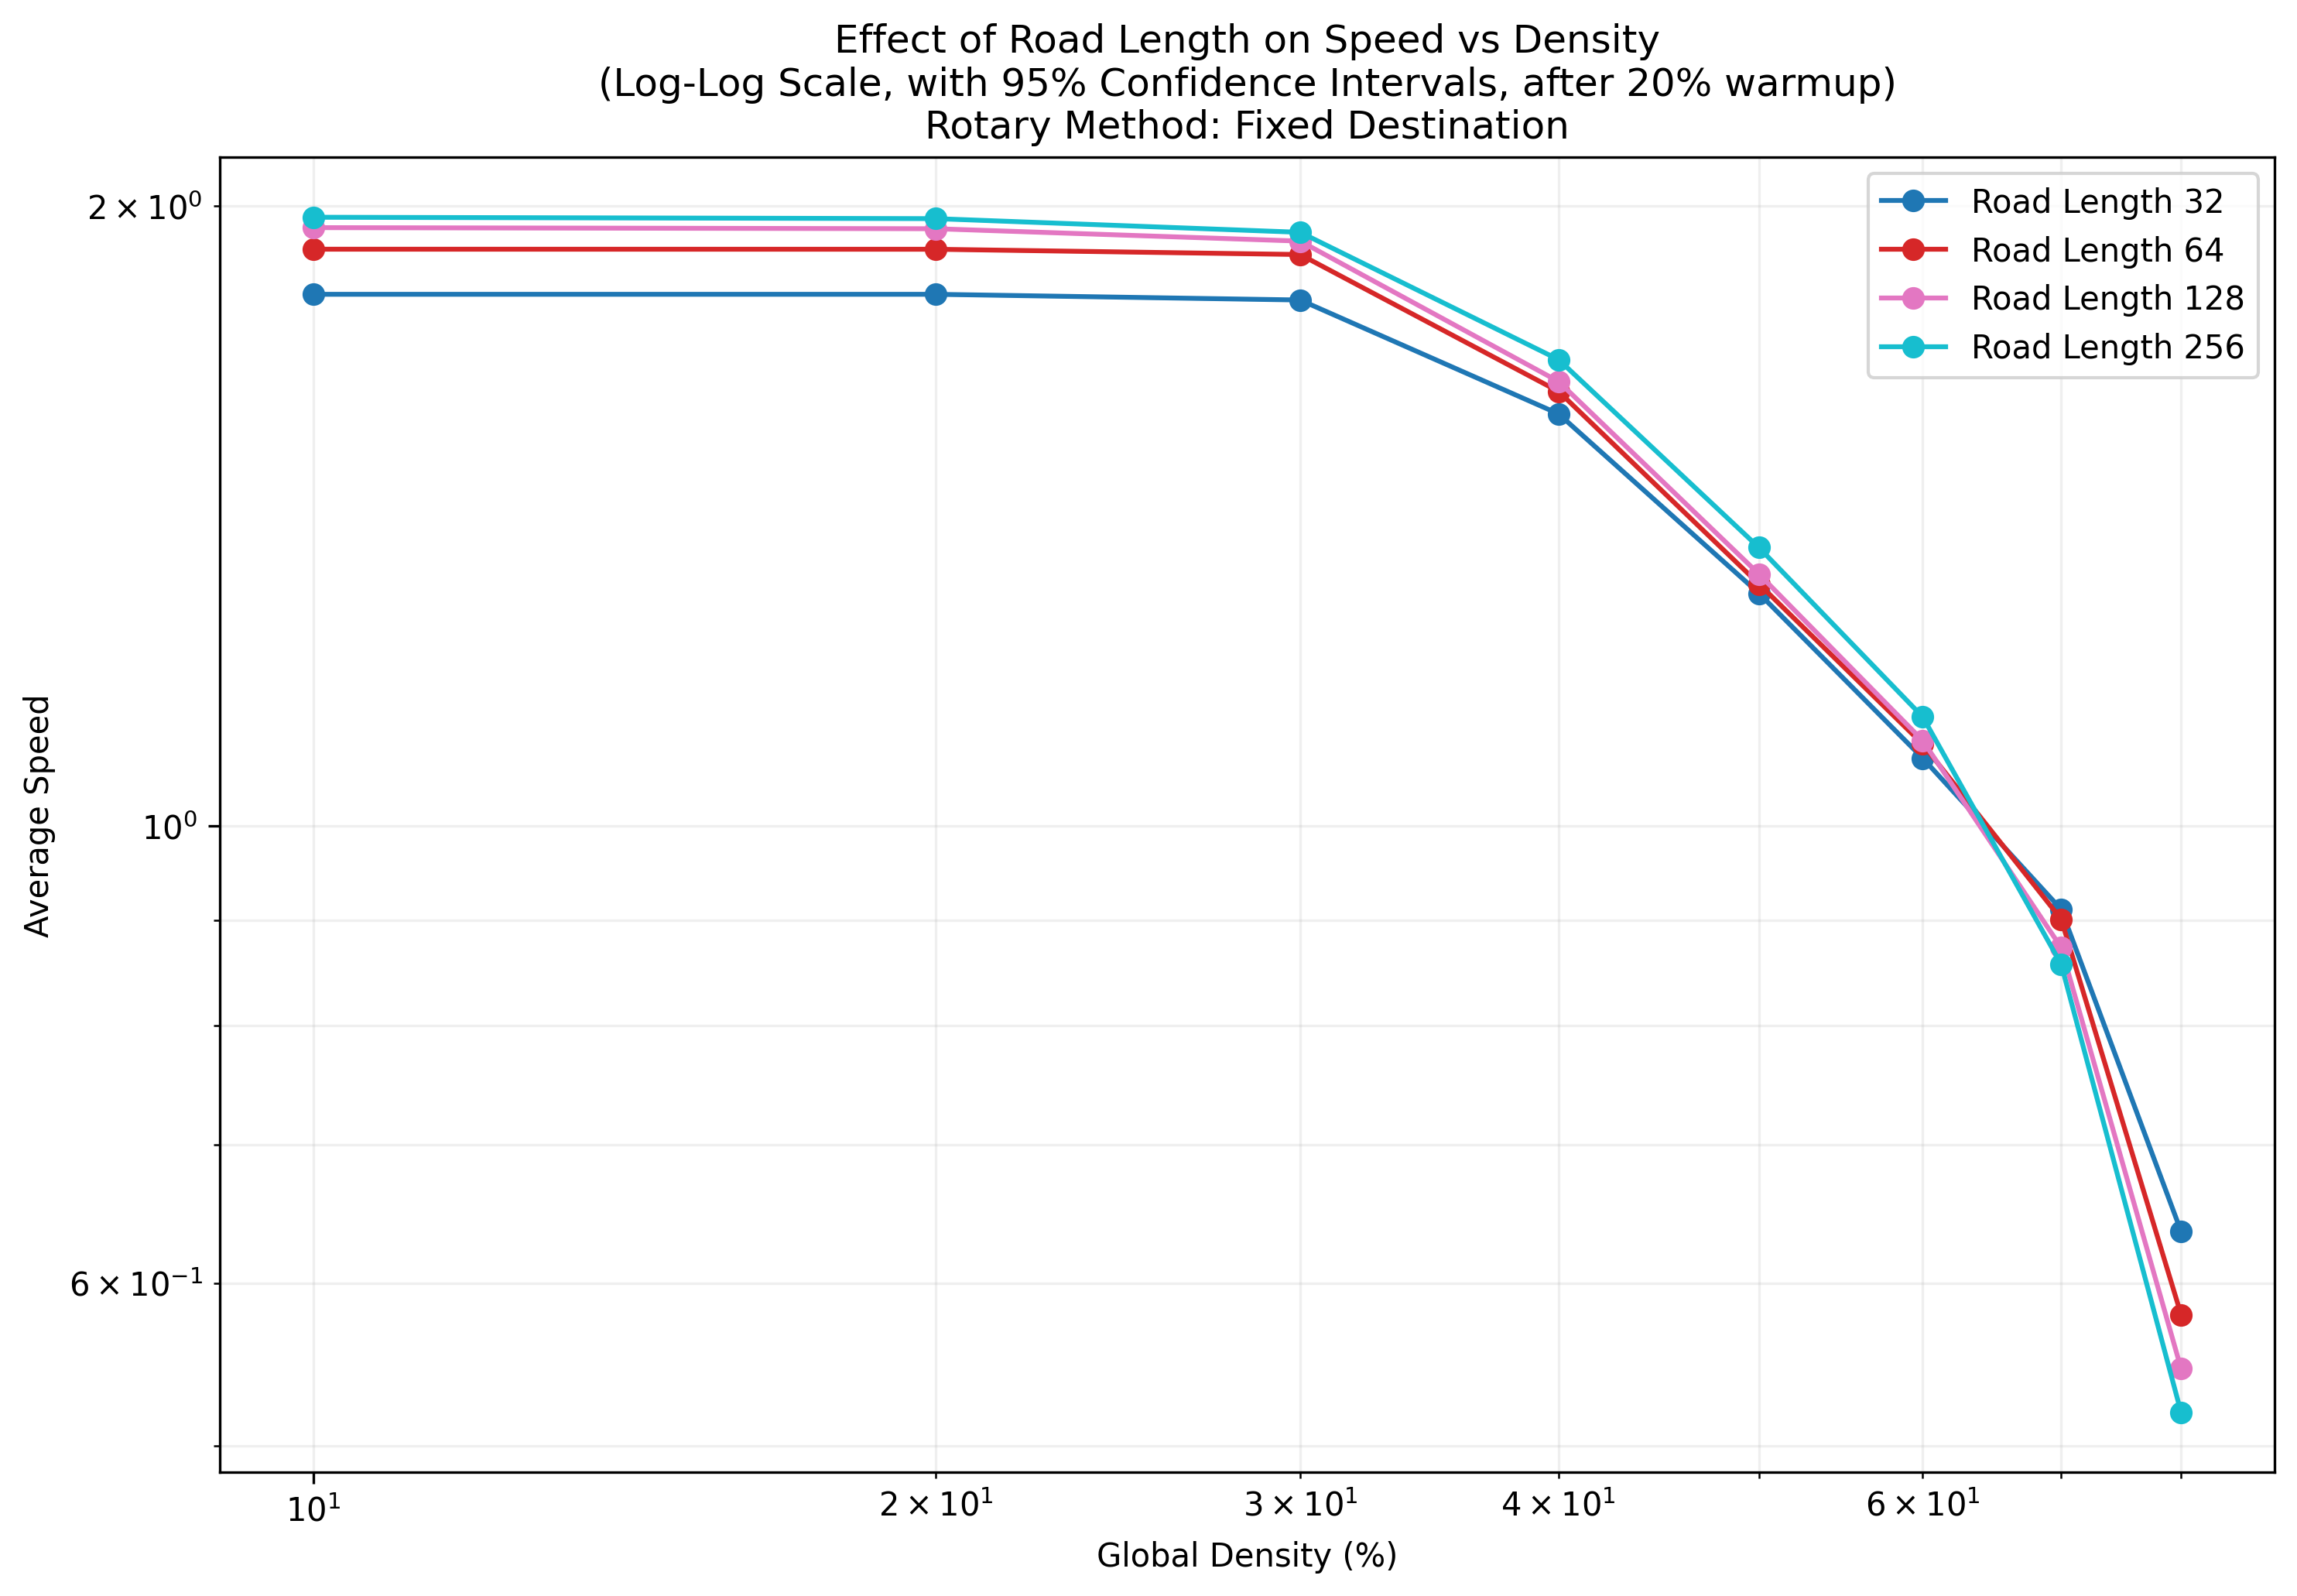 Effect of Road Length on Speed vs Density
(Log-Log Scale, with 95% Confidence Intervals, after 20% warmup)
Rotary Method: Fixed Destination
Road Length 32
Road Length 64
Road Length 128
Road Length 256
Average Speed
2 × 10⁰
10⁰
6 × 10⁻¹
10¹
2 × 10¹
3 × 10¹
4 × 10¹
6 × 10¹
Global Density (%)